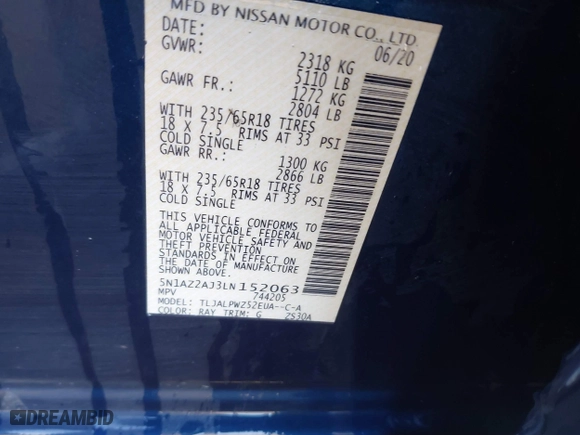 MFD BY NISSAN MOTOR CO., LTD.
DATE: 06/20
GVWR: 2318 KG
5110 LB
GAWR FR.: 1272 KG
2804 LB
WITH 235/65R18 TIRES
18 X 7.5 RIMS AT 33 PSI
COLD SINGLE
GAWR RR.: 1300 KG
2866 LB
WITH 235/65R18 TIRES
18 X 7.5 RIMS AT 33 PSI
COLD SINGLE
THIS VEHICLE CONFORMS TO
ALL APPLICABLE FEDERAL
MOTOR VEHICLE SAFETY AND
THEFT PREVENTION
STANDARDS IN EFFECT ON
THE DATE OF MANUFACTURE
SHOWN ABOVE.
5N1AZ2AJ3LN152063
MPV 744205
MODEL: TLJALPWZ52EUA--C-A
COLOR: RAY TRIM: G 2S30A
DREAMBID